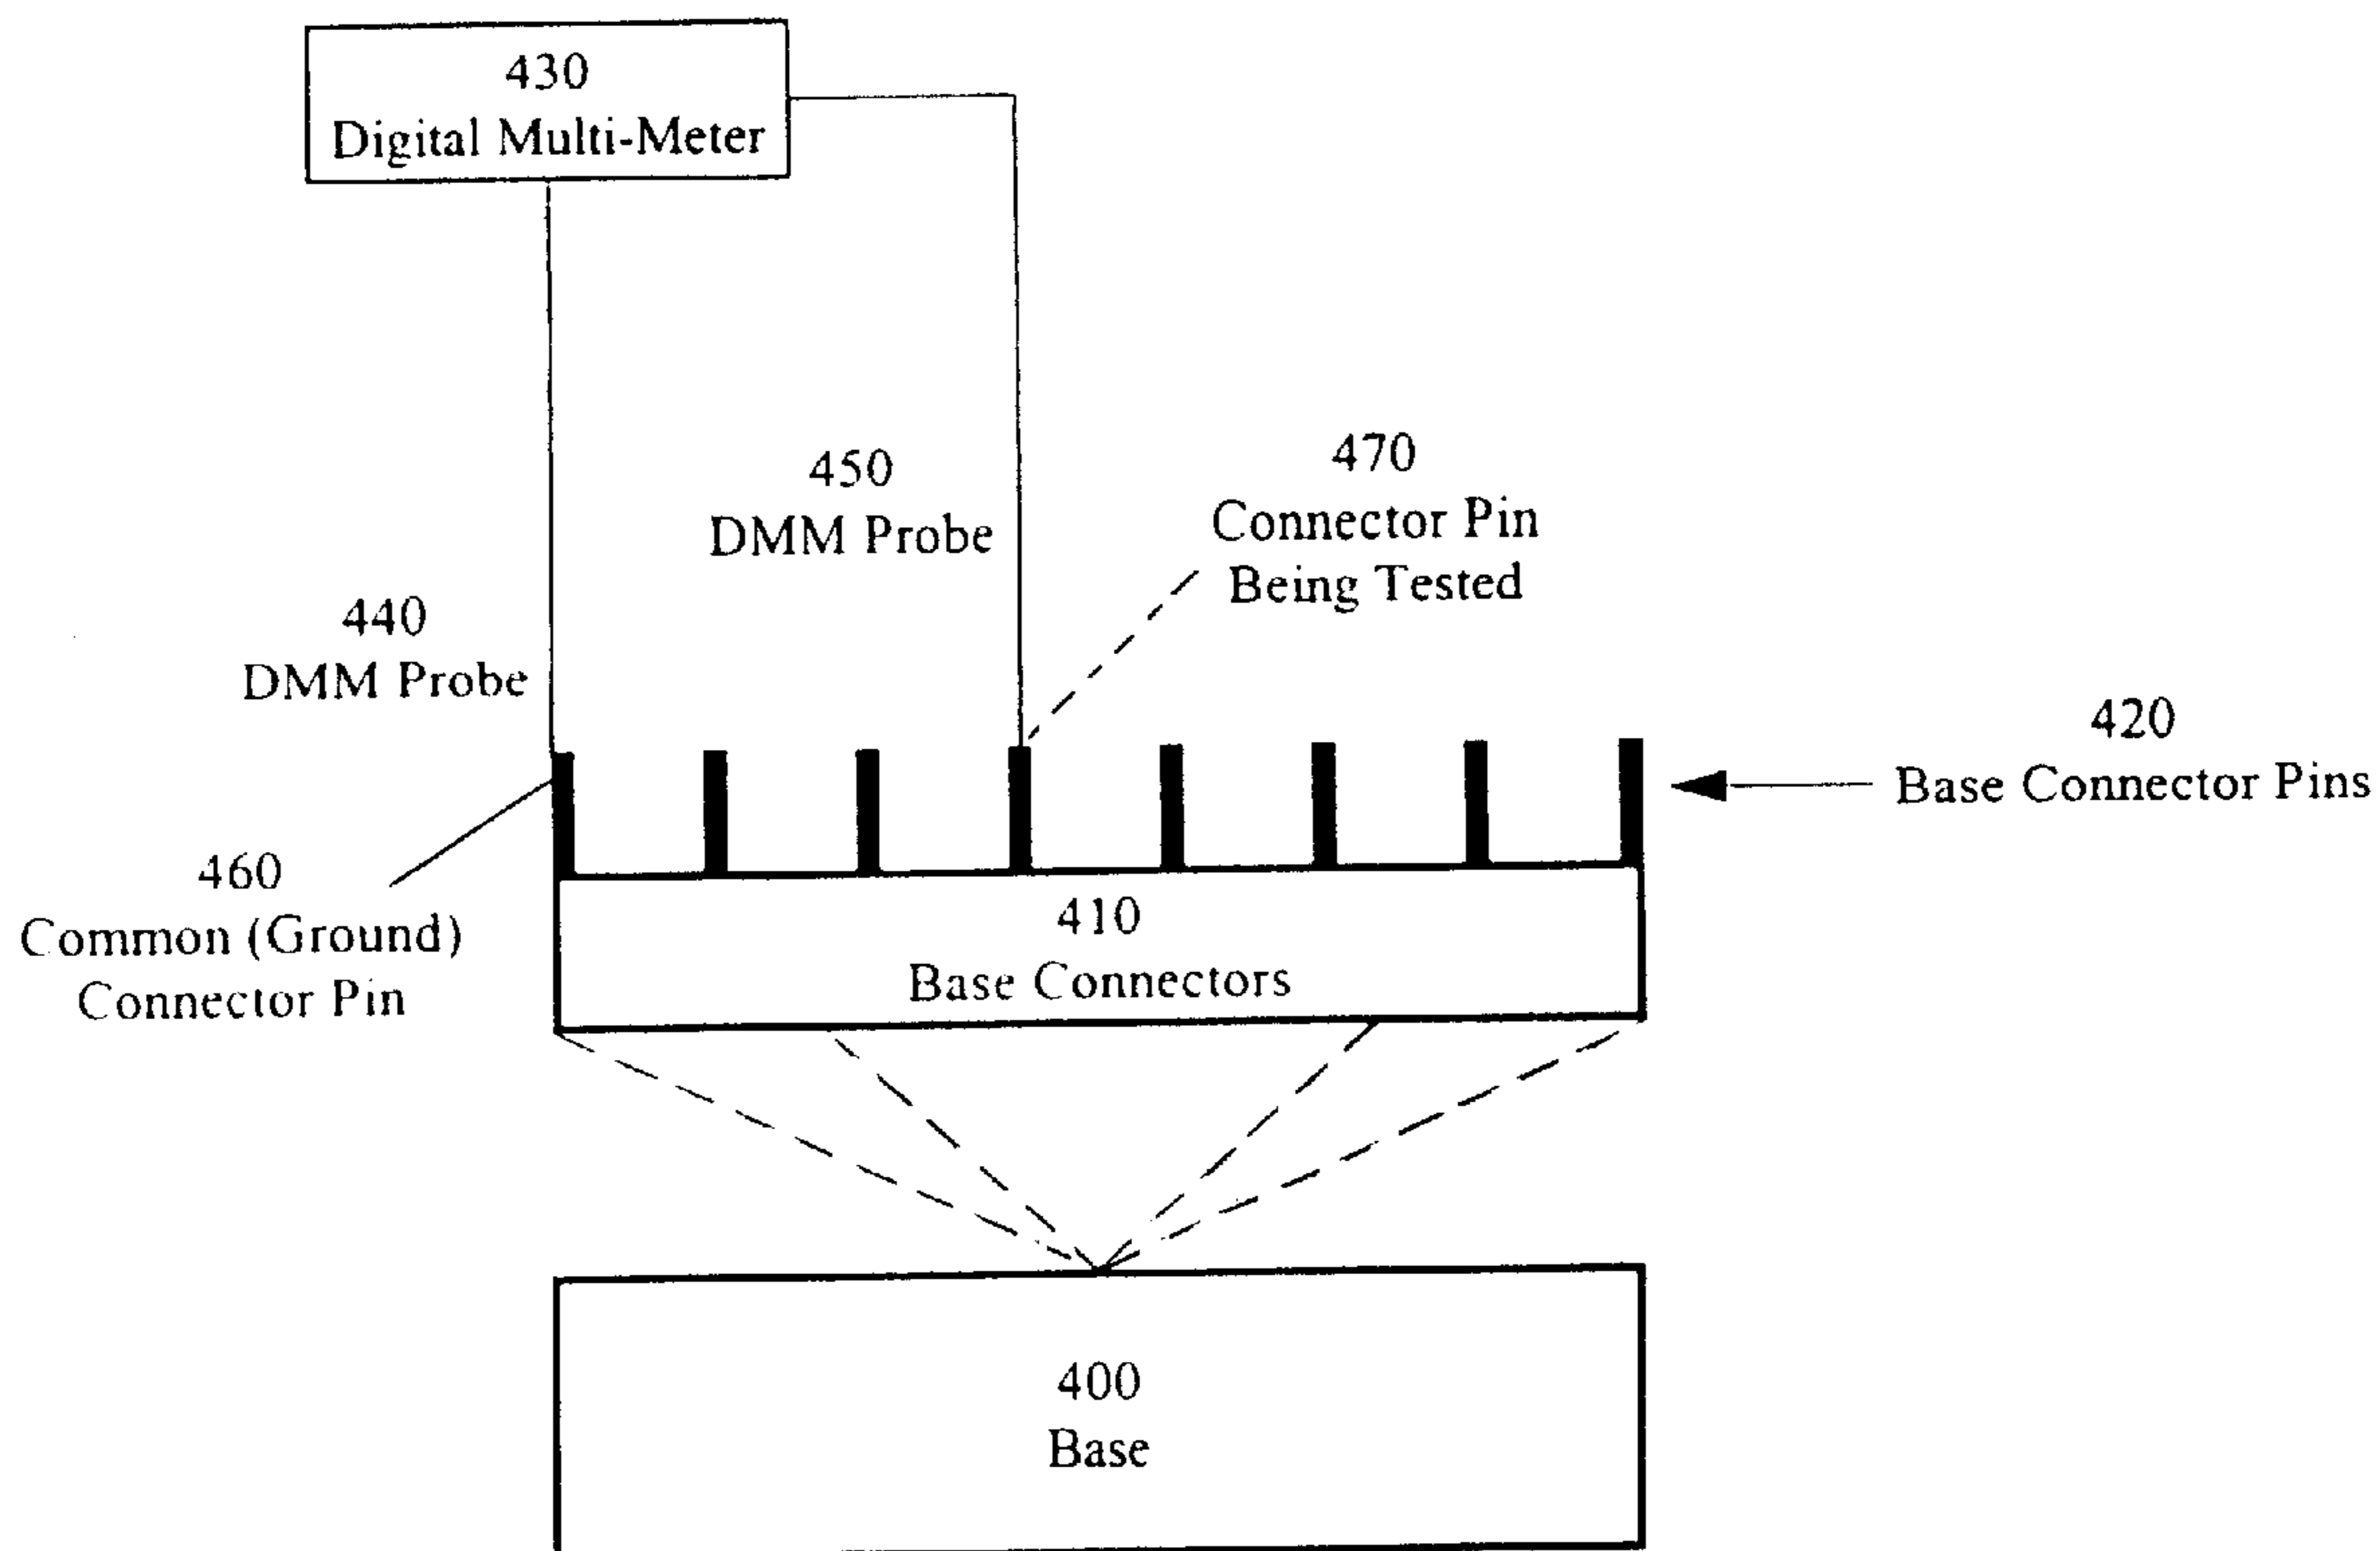 430
Digital Multi-Meter
450
DMM Probe
470
Connector Pin
Being Tested
440
DMM Probe
420
Base Connector Pins
460
Common (Ground)
Connector Pin
410
Base Connectors
400
Base